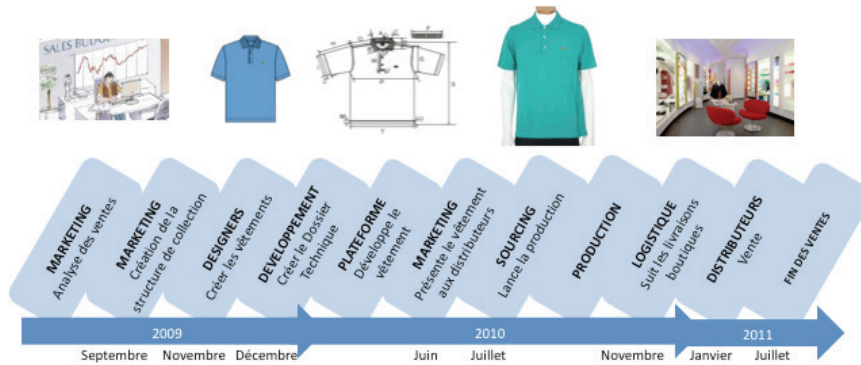 SALES BUDGET
MARKETING
Analyse des ventes
MARKETING
Création de la
structure de collection
DESIGNERS
Créer les vêtements
DEVELOPPEMENT
Créer le Dossier
Technique
PLATEFORME
Développe le
vêtement
MARKETING
Présente le vêtement
aux distributeurs
SOURCING
Lance la production
PRODUCTION
LOGISTIQUE
Suit les livraisons
boutiques
DISTRIBUTEURS
Vente
FIN DES VENTES
2009
2010
2011
Septembre
Novembre
Décembre
Juin
Juillet
Novembre
Janvier
Juillet